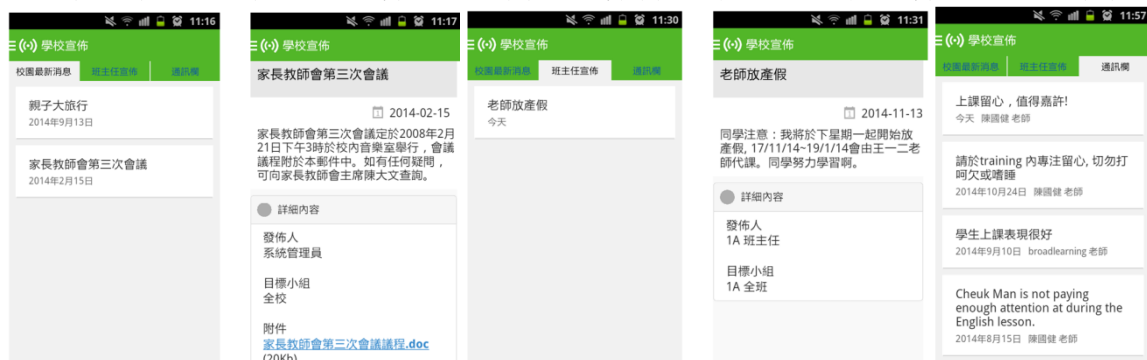 11:16
學校宣佈
校園最新消息 班主任宣佈 通訊欄
親子大旅行
2014年9月13日
家長教師會第三次會議
2014年2月15日
11:17
學校宣佈
家長教師會第三次會議
2014-02-15
家長教師會第三次會議定於2008年2月
21日下午3時於校內音樂室舉行，會議
議程附於本郵件中。如有任何疑問，
可向家長教師會主席陳大文查詢。
詳細內容
發佈人
系統管理員
目標小組
全校
附件
家長教師會第三次會議議程.doc
(20Kb)
11:30
學校宣佈
校園最新消息 班主任宣佈 通訊欄
老師放產假
今天
11:31
學校宣佈
老師放產假
2014-11-13
同學注意：我將於下星期一起開始放
產假, 17/11/14~19/1/14會由王一二老
師代課。同學努力學習啊。
詳細內容
發佈人
1A 班主任
目標小組
1A 全班
11:57
學校宣佈
校園最新消息 班主任宣佈 通訊欄
上課留心，值得嘉許!
今天 陳國健 老師
請於training 內專注留心, 切勿打
呵欠或嗜睡
2014年10月24日 陳國健 老師
學生上課表現很好
2014年9月10日 broadlearning 老師
Cheuk Man is not paying
enough attention at during the
English lesson.
2014年8月15日 陳國健 老師